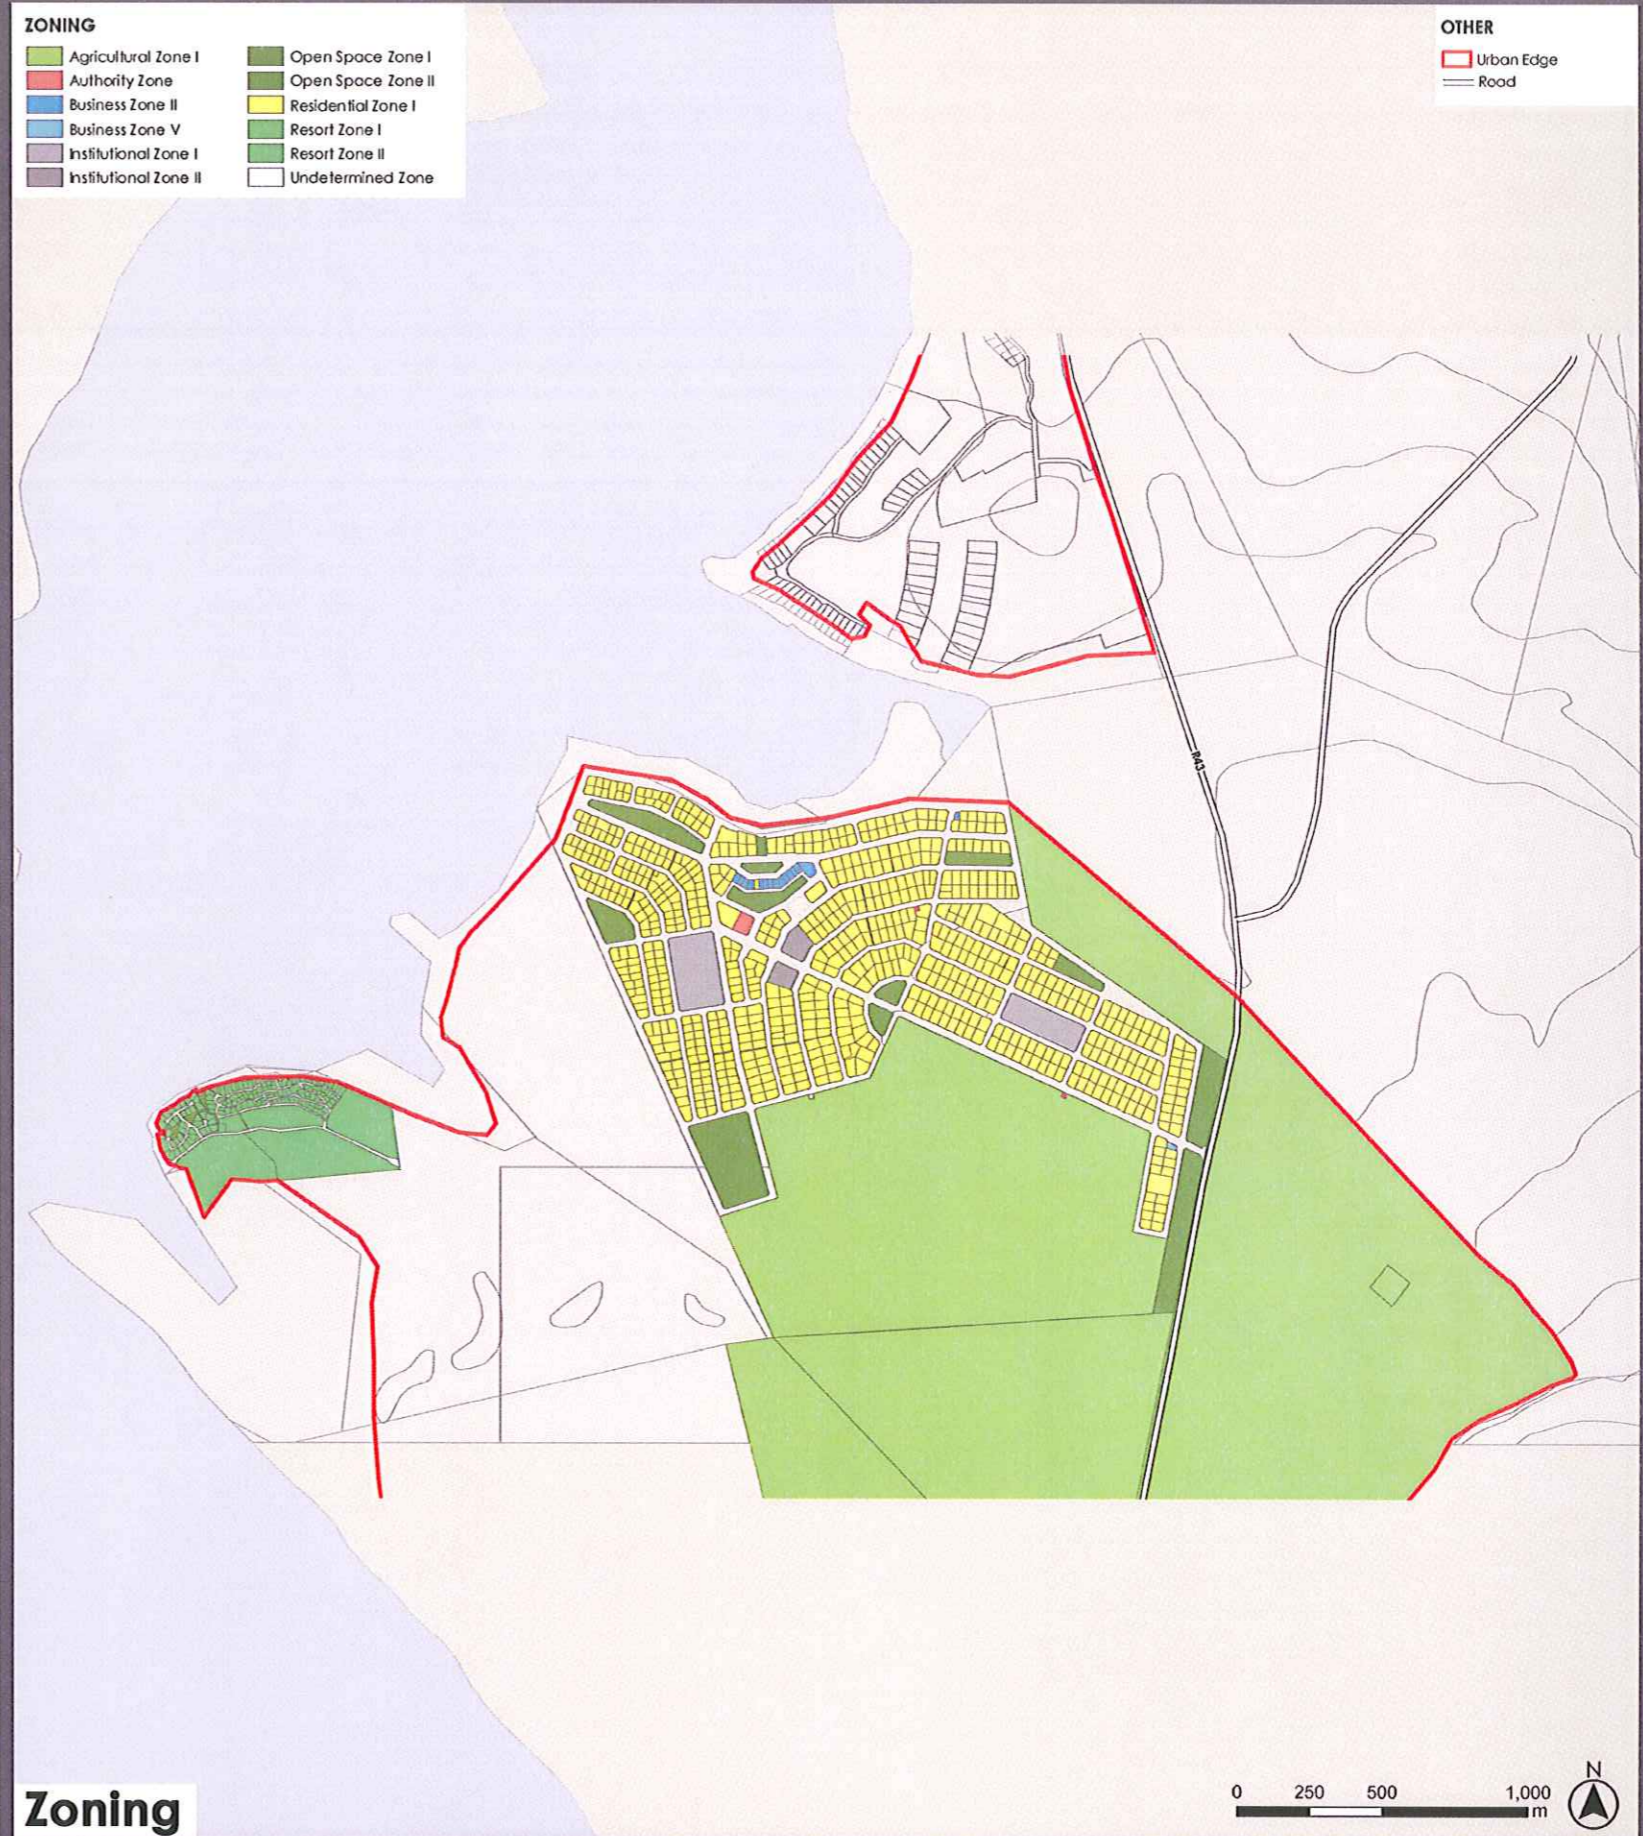 ZONING
Agricultural Zone I
Authority Zone
Business Zone II
Business Zone V
Institutional Zone I
Institutional Zone II
Open Space Zone I
Open Space Zone II
Residential Zone I
Resort Zone I
Resort Zone II
Undetermined Zone
OTHER
Urban Edge
Road
R43
Zoning
0 250 500 1,000
m
N